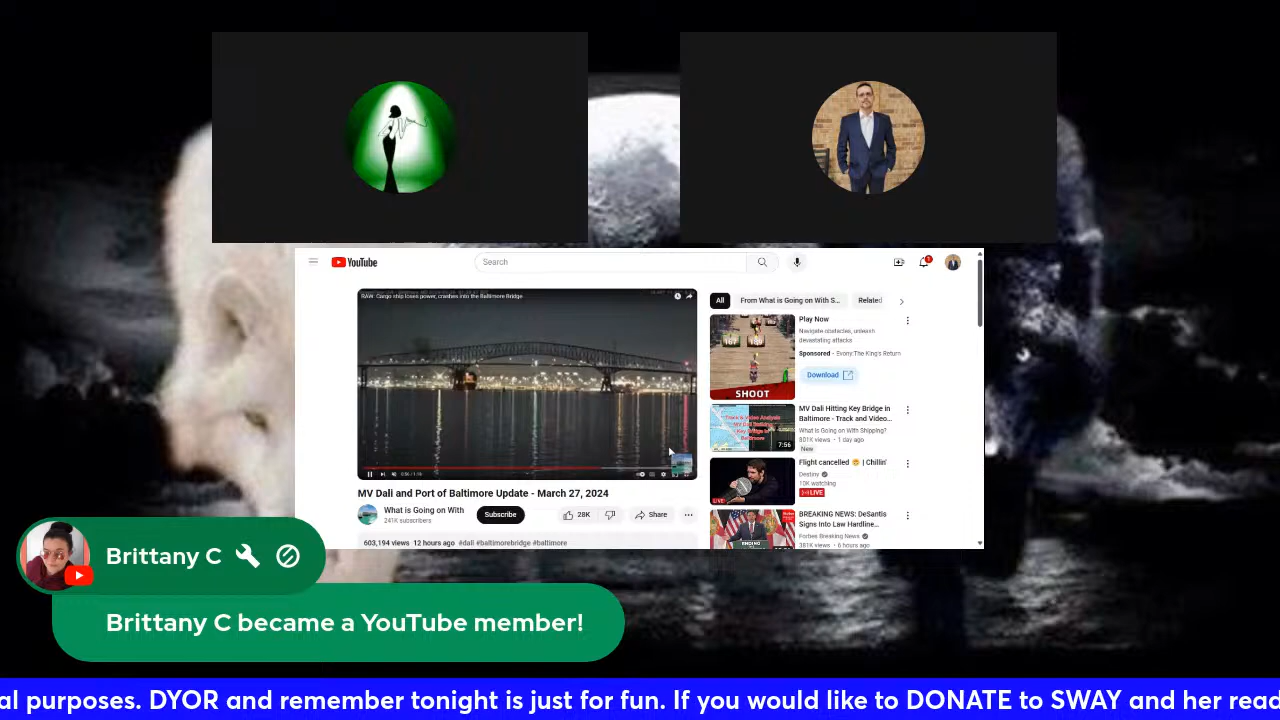 YouTube
Search
1
RAW: Cargo ship loses power, crashes into the Baltimore Bridge
MV Dali and Port of Baltimore Update - March 27, 2024
What is Going on With
241K subscribers
Subscribe
28K
Share
603,194 views 12 hours ago #dali #baltimorebridge #baltimore
All
From What is Going on With S...
Related
SHOOT
Play Now
Navigate obstacles, unleash
devastating attacks
Sponsored · Evony: The King's Return
Download
7:56
MV Dali Hitting Key Bridge in
Baltimore - Track and Video...
What is Going on With Shipping?
801K views · 1 day ago
New
LIVE
Flight cancelled 😳 | Chillin'
Destiny
10K watching
LIVE
BREAKING NEWS: DeSantis
Signs Into Law Hardline...
Forbes Breaking News
381K views · 6 hours ago
Brittany C
Brittany C became a YouTube member!
al purposes. DYOR and remember tonight is just for fun. If you would like to DONATE to SWAY and her read